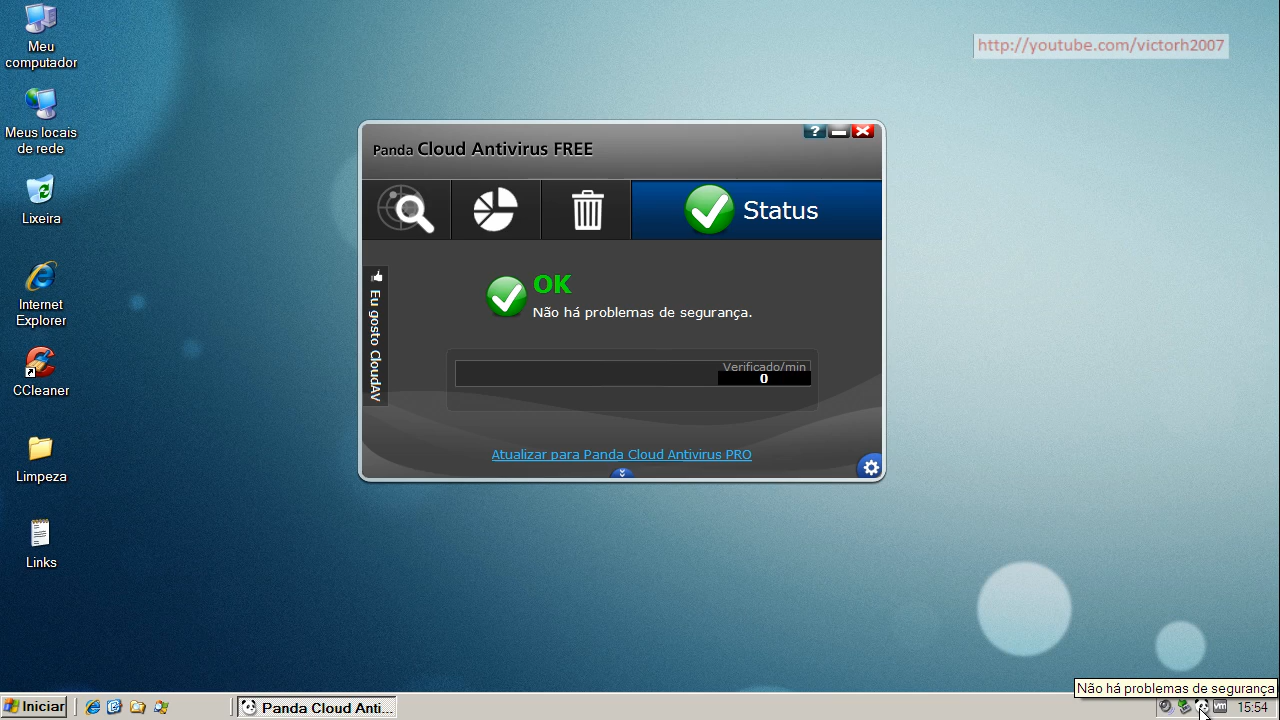 Meu
computador
Meus locais
de rede
Lixeira
Internet
Explorer
CCleaner
Limpeza
Links
http://youtube.com/victorh2007
Panda Cloud Antivirus FREE
?
Status
Eu gosto CloudAV
OK
Não há problemas de segurança.
Verificado/min
0
Atualizar para Panda Cloud Antivirus PRO
Não há problemas de segurança
Iniciar
Panda Cloud Anti...
vm
15:54